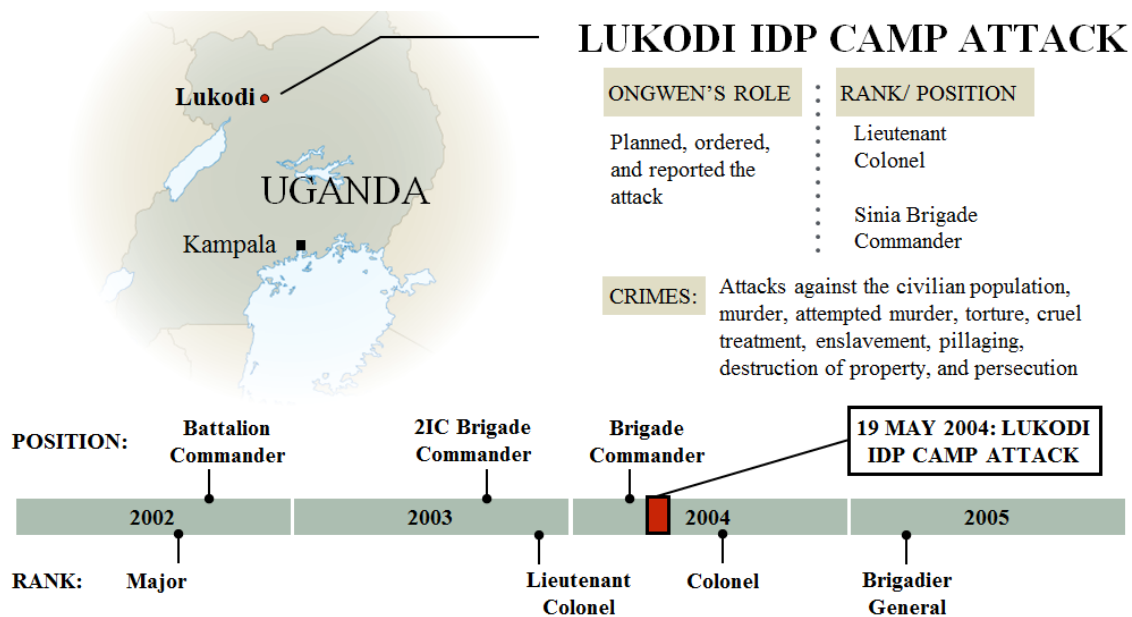 LUKODI IDP CAMP ATTACK
Lukodi
UGANDA
Kampala
ONGWEN'S ROLE
Planned, ordered,
and reported the
attack
RANK/ POSITION
Lieutenant
Colonel
Sinia Brigade
Commander
CRIMES:
Attacks against the civilian population,
murder, attempted murder, torture, cruel
treatment, enslavement, pillaging,
destruction of property, and persecution
POSITION:
Battalion
Commander
2IC Brigade
Commander
Brigade
Commander
19 MAY 2004: LUKODI
IDP CAMP ATTACK
2002
2003
2004
2005
RANK:
Major
Lieutenant
Colonel
Colonel
Brigadier
General